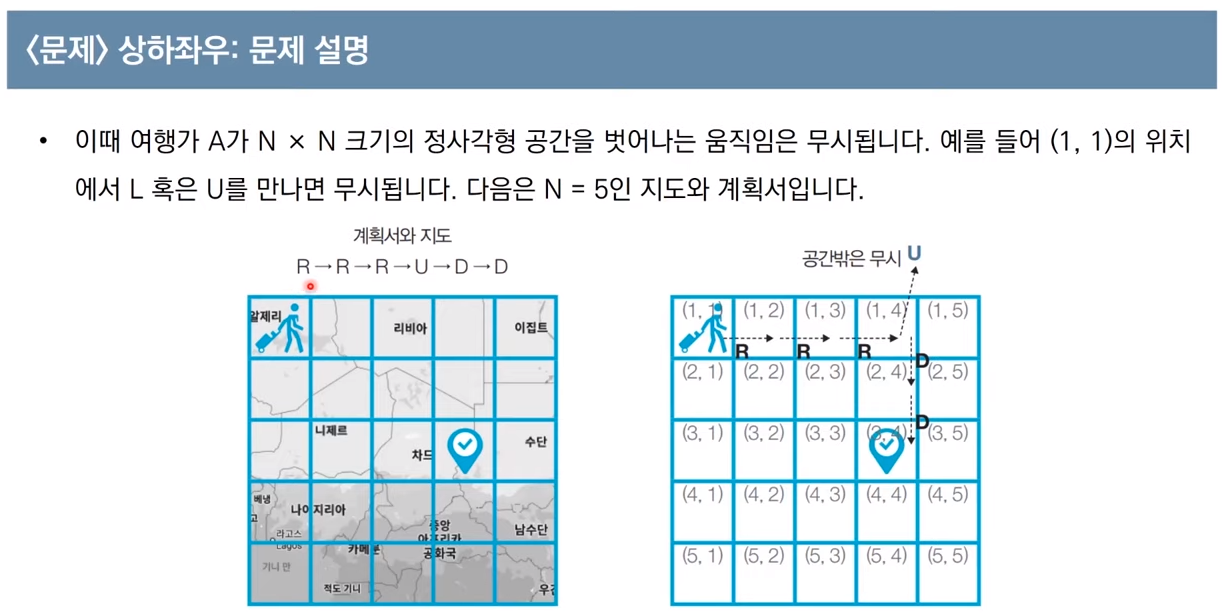 <문제> 상하좌우: 문제 설명
• 이때 여행가 A가 N × N 크기의 정사각형 공간을 벗어나는 움직임은 무시됩니다. 예를 들어 (1, 1)의 위치
에서 L 혹은 U를 만나면 무시됩니다. 다음은 N = 5인 지도와 계획서입니다.
계획서와 지도
R→R→R→U→D→D
알제리
리비아
이집트
니제르
차드
수단
베냉
고
나이지리아
라고스
Lagos
중앙
아프리카
공화국
남수단
카메룬
기니 만
적도 기니
우간
공간밖은 무시 U
(1, 1) (1, 2) (1, 3) (1, 4) (1, 5)
R R R D
(2, 1) (2, 2) (2, 3) (2, 4) (2, 5)
D
(3, 1) (3, 2) (3, 3) (3, 4) (3, 5)
(4, 1) (4, 2) (4, 3) (4, 4) (4, 5)
(5, 1) (5, 2) (5, 3) (5, 4) (5, 5)